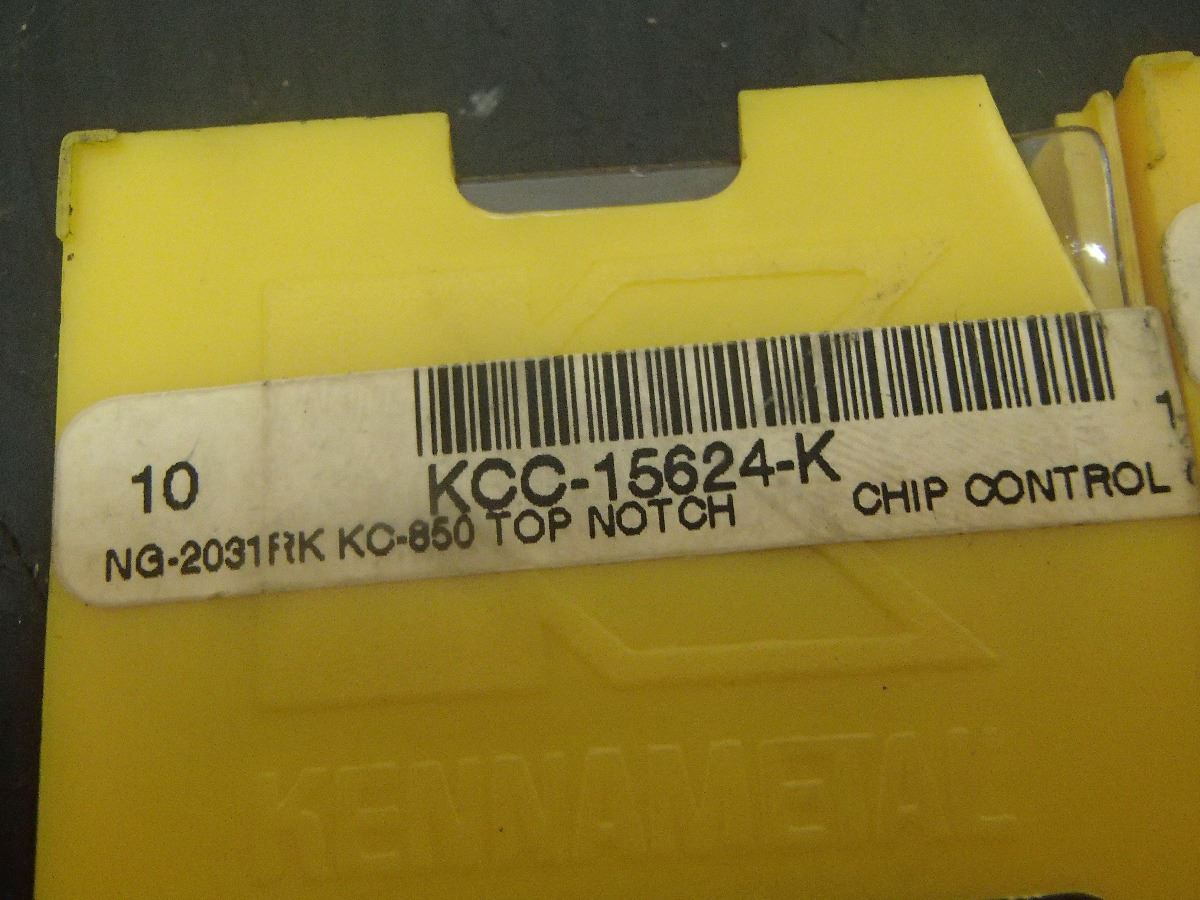 10
KCC-15624-K
NG-2031RK KC-850 TOP NOTCH CHIP CONTROL
KENNAMETAL